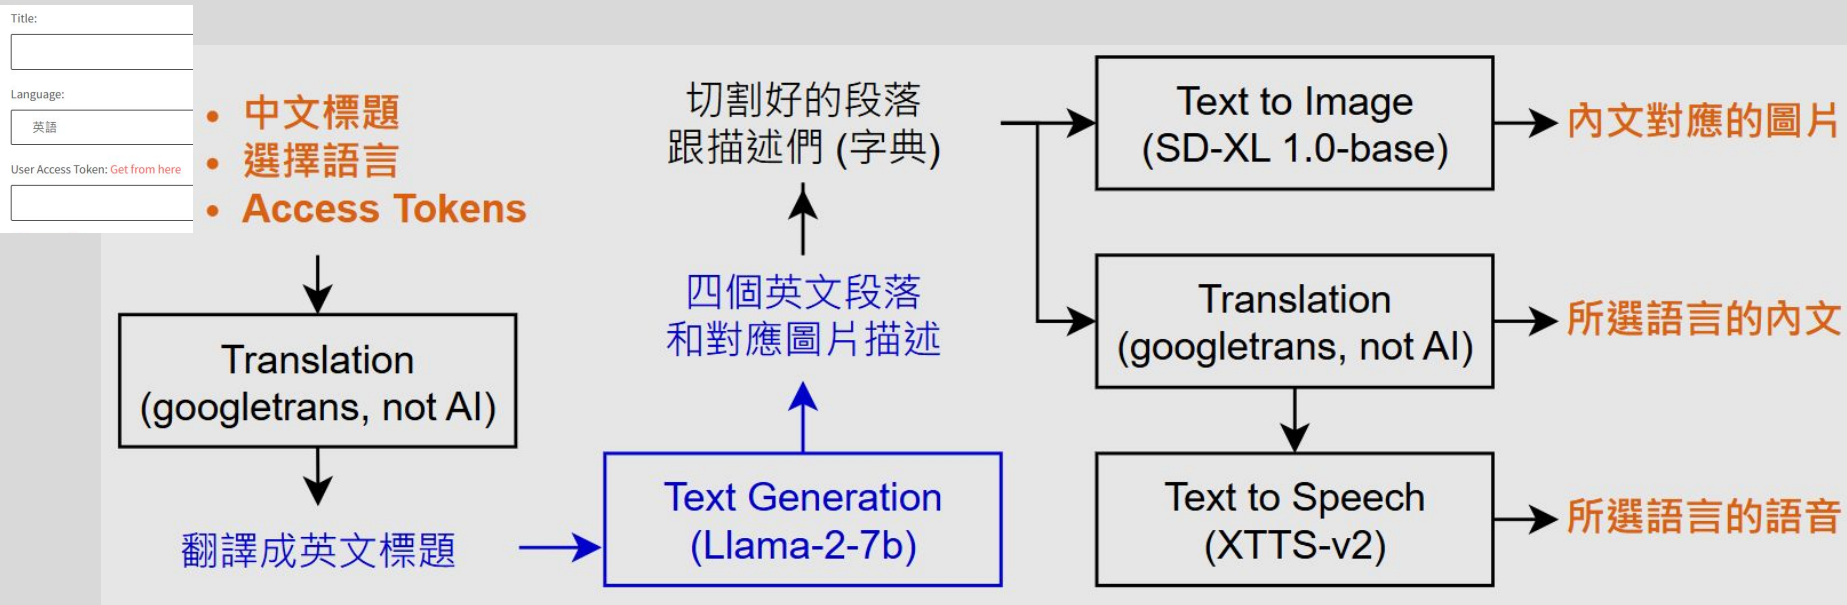 Title:
Language:
英語
User Access Token: Get from here
• 中文標題
• 選擇語言
• Access Tokens
Translation
(googletrans, not AI)
翻譯成英文標題
Text Generation
(Llama-2-7b)
四個英文段落
和對應圖片描述
切割好的段落
跟描述們 (字典)
Text to Image
(SD-XL 1.0-base)
內文對應的圖片
Translation
(googletrans, not AI)
所選語言的內文
Text to Speech
(XTTS-v2)
所選語言的語音